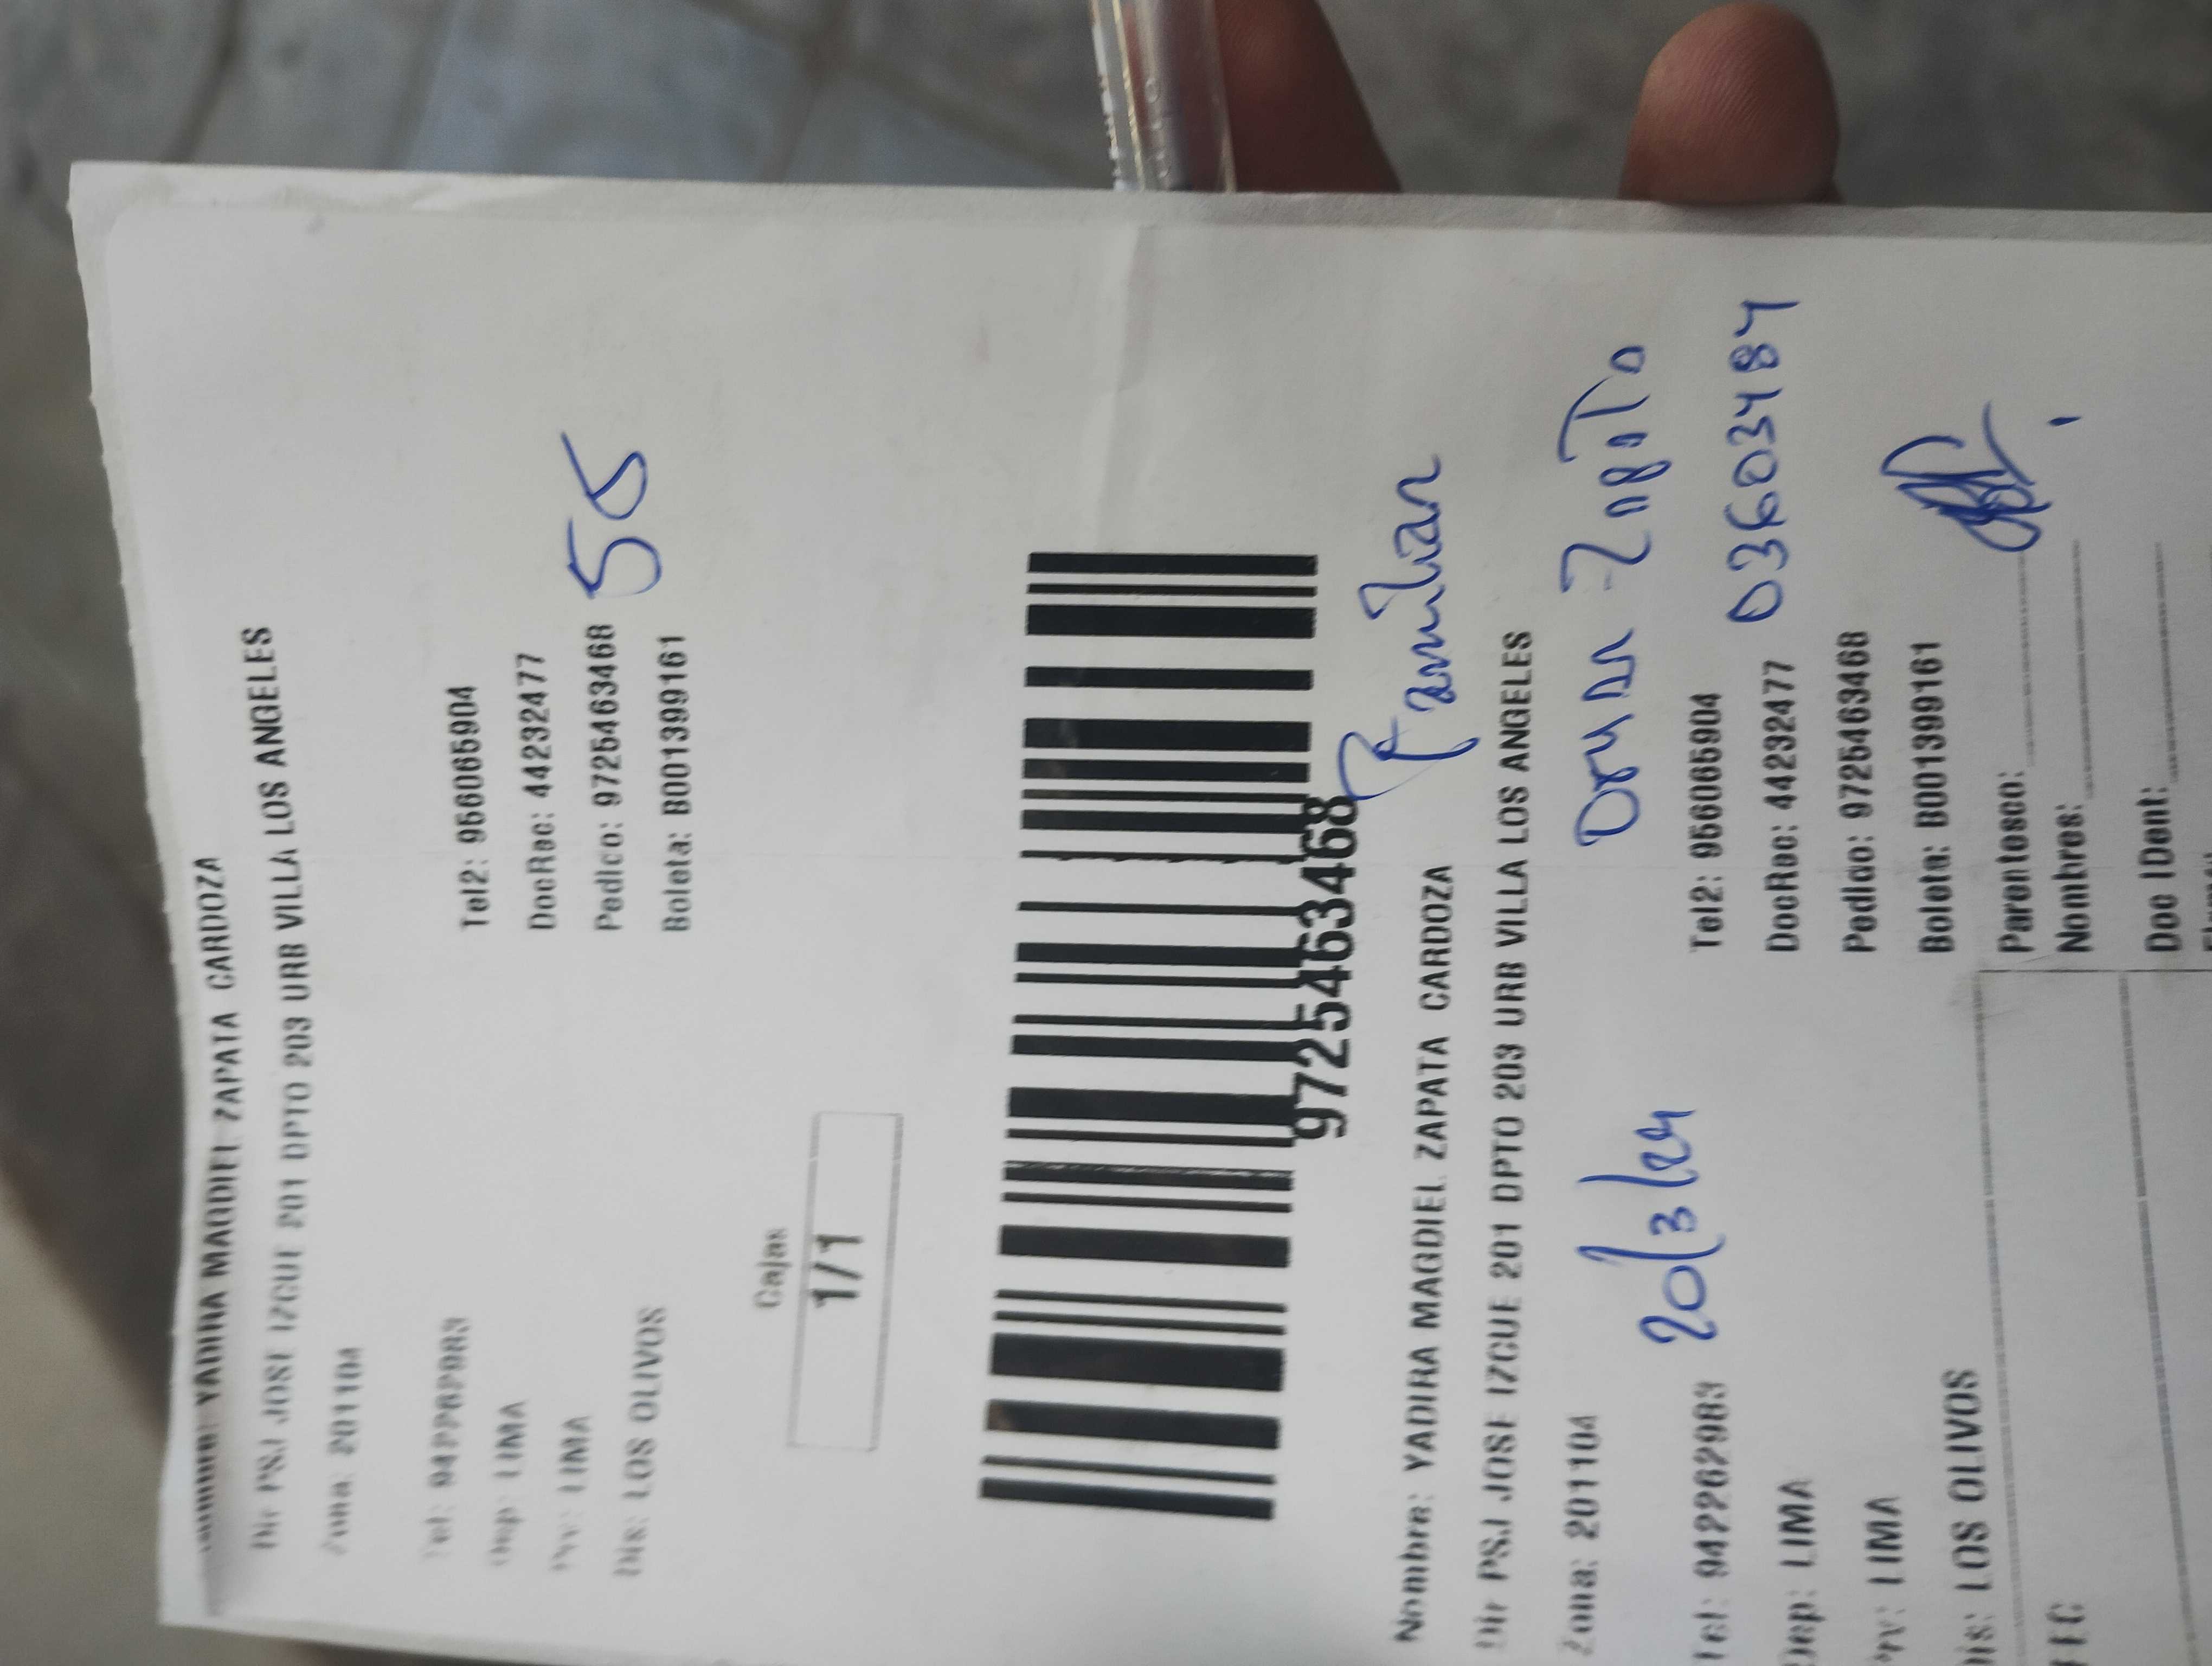 YADIRA MAGDIEL ZAPATA CARDOZA
Dir PSJ JOSE IZCUE 201 DPTO 203 URB VILLA LOS ANGELES
Zona: 201104
Tel: 942262983 Tel2: 956065904
Dep: LIMA DocRec: 44232477
Prv: LIMA Pedido: 9725463468
Dis: LOS OLIVOS Boleta: B001399161
55
Cajas
1/1
9725463468
Familiar
Nombre: YADIRA MAGDIEL ZAPATA CARDOZA
Dir PSJ JOSE IZCUE 201 DPTO 203 URB VILLA LOS ANGELES
Zona: 201104
20/3/24
03603484
Tel: 942262983 Tel2: 956065904
Dep: LIMA DocRec: 44232477
Prv: LIMA Pedido: 9725463468
Dis: LOS OLIVOS Boleta: B001399161
Parentesco:
Nombres:
Doc IDent: